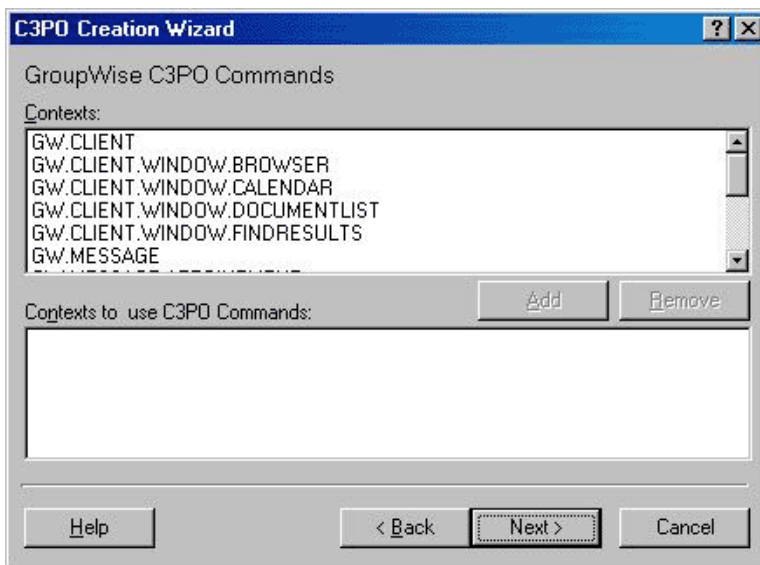 C3PO Creation Wizard
GroupWise C3PO Commands
Contexts:
GW.CLIENT
GW.CLIENT.WINDOW.BROWSER
GW.CLIENT.WINDOW.CALENDAR
GW.CLIENT.WINDOW.DOCUMENTLIST
GW.CLIENT.WINDOW.FINDRESULTS
GW.MESSAGE
Add Remove
Contexts to use C3PO Commands:
Help < Back Next > Cancel